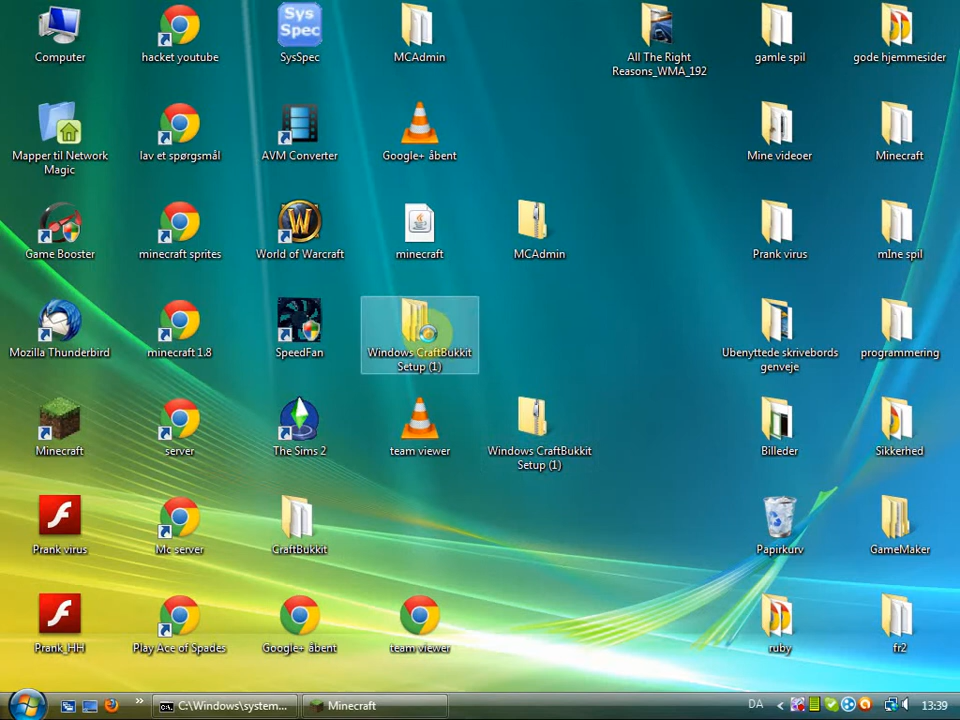 Computer
hacket youtube
Sys
Spec
SysSpec
MCAdmin
All The Right
Reasons_WMA_192
gamle spil
gode hjemmesider
Mapper til Network
Magic
lav et spørgsmål
AVM Converter
Google+ åbent
Mine videoer
Minecraft
Game Booster
minecraft sprites
World of Warcraft
minecraft
MCAdmin
Prank virus
mIne spil
Mozilla Thunderbird
minecraft 1.8
SpeedFan
Windows CraftBukkit
Setup (1)
Ubenyttede skrivebords
genveje
programmering
Minecraft
server
The Sims 2
team viewer
Windows CraftBukkit
Setup (1)
Billeder
Sikkerhed
Prank virus
Mc server
CraftBukkit
Papirkurv
GameMaker
Prank_HH
Play Ace of Spades
Google+ åbent
team viewer
ruby
fr2
C:\Windows\system...
Minecraft
DA
13:39